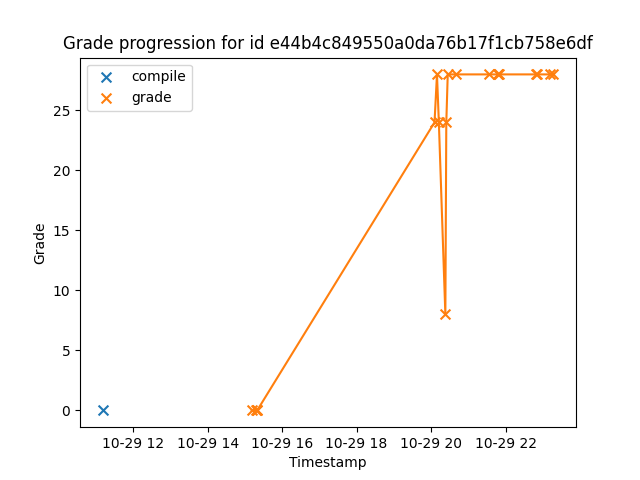 Grade progression for id e44b4c849550a0da76b17f1cb758e6df
compile
grade
Grade
25
20
15
10
5
0
10-29 12 10-29 14 10-29 16 10-29 18 10-29 20 10-29 22
Timestamp